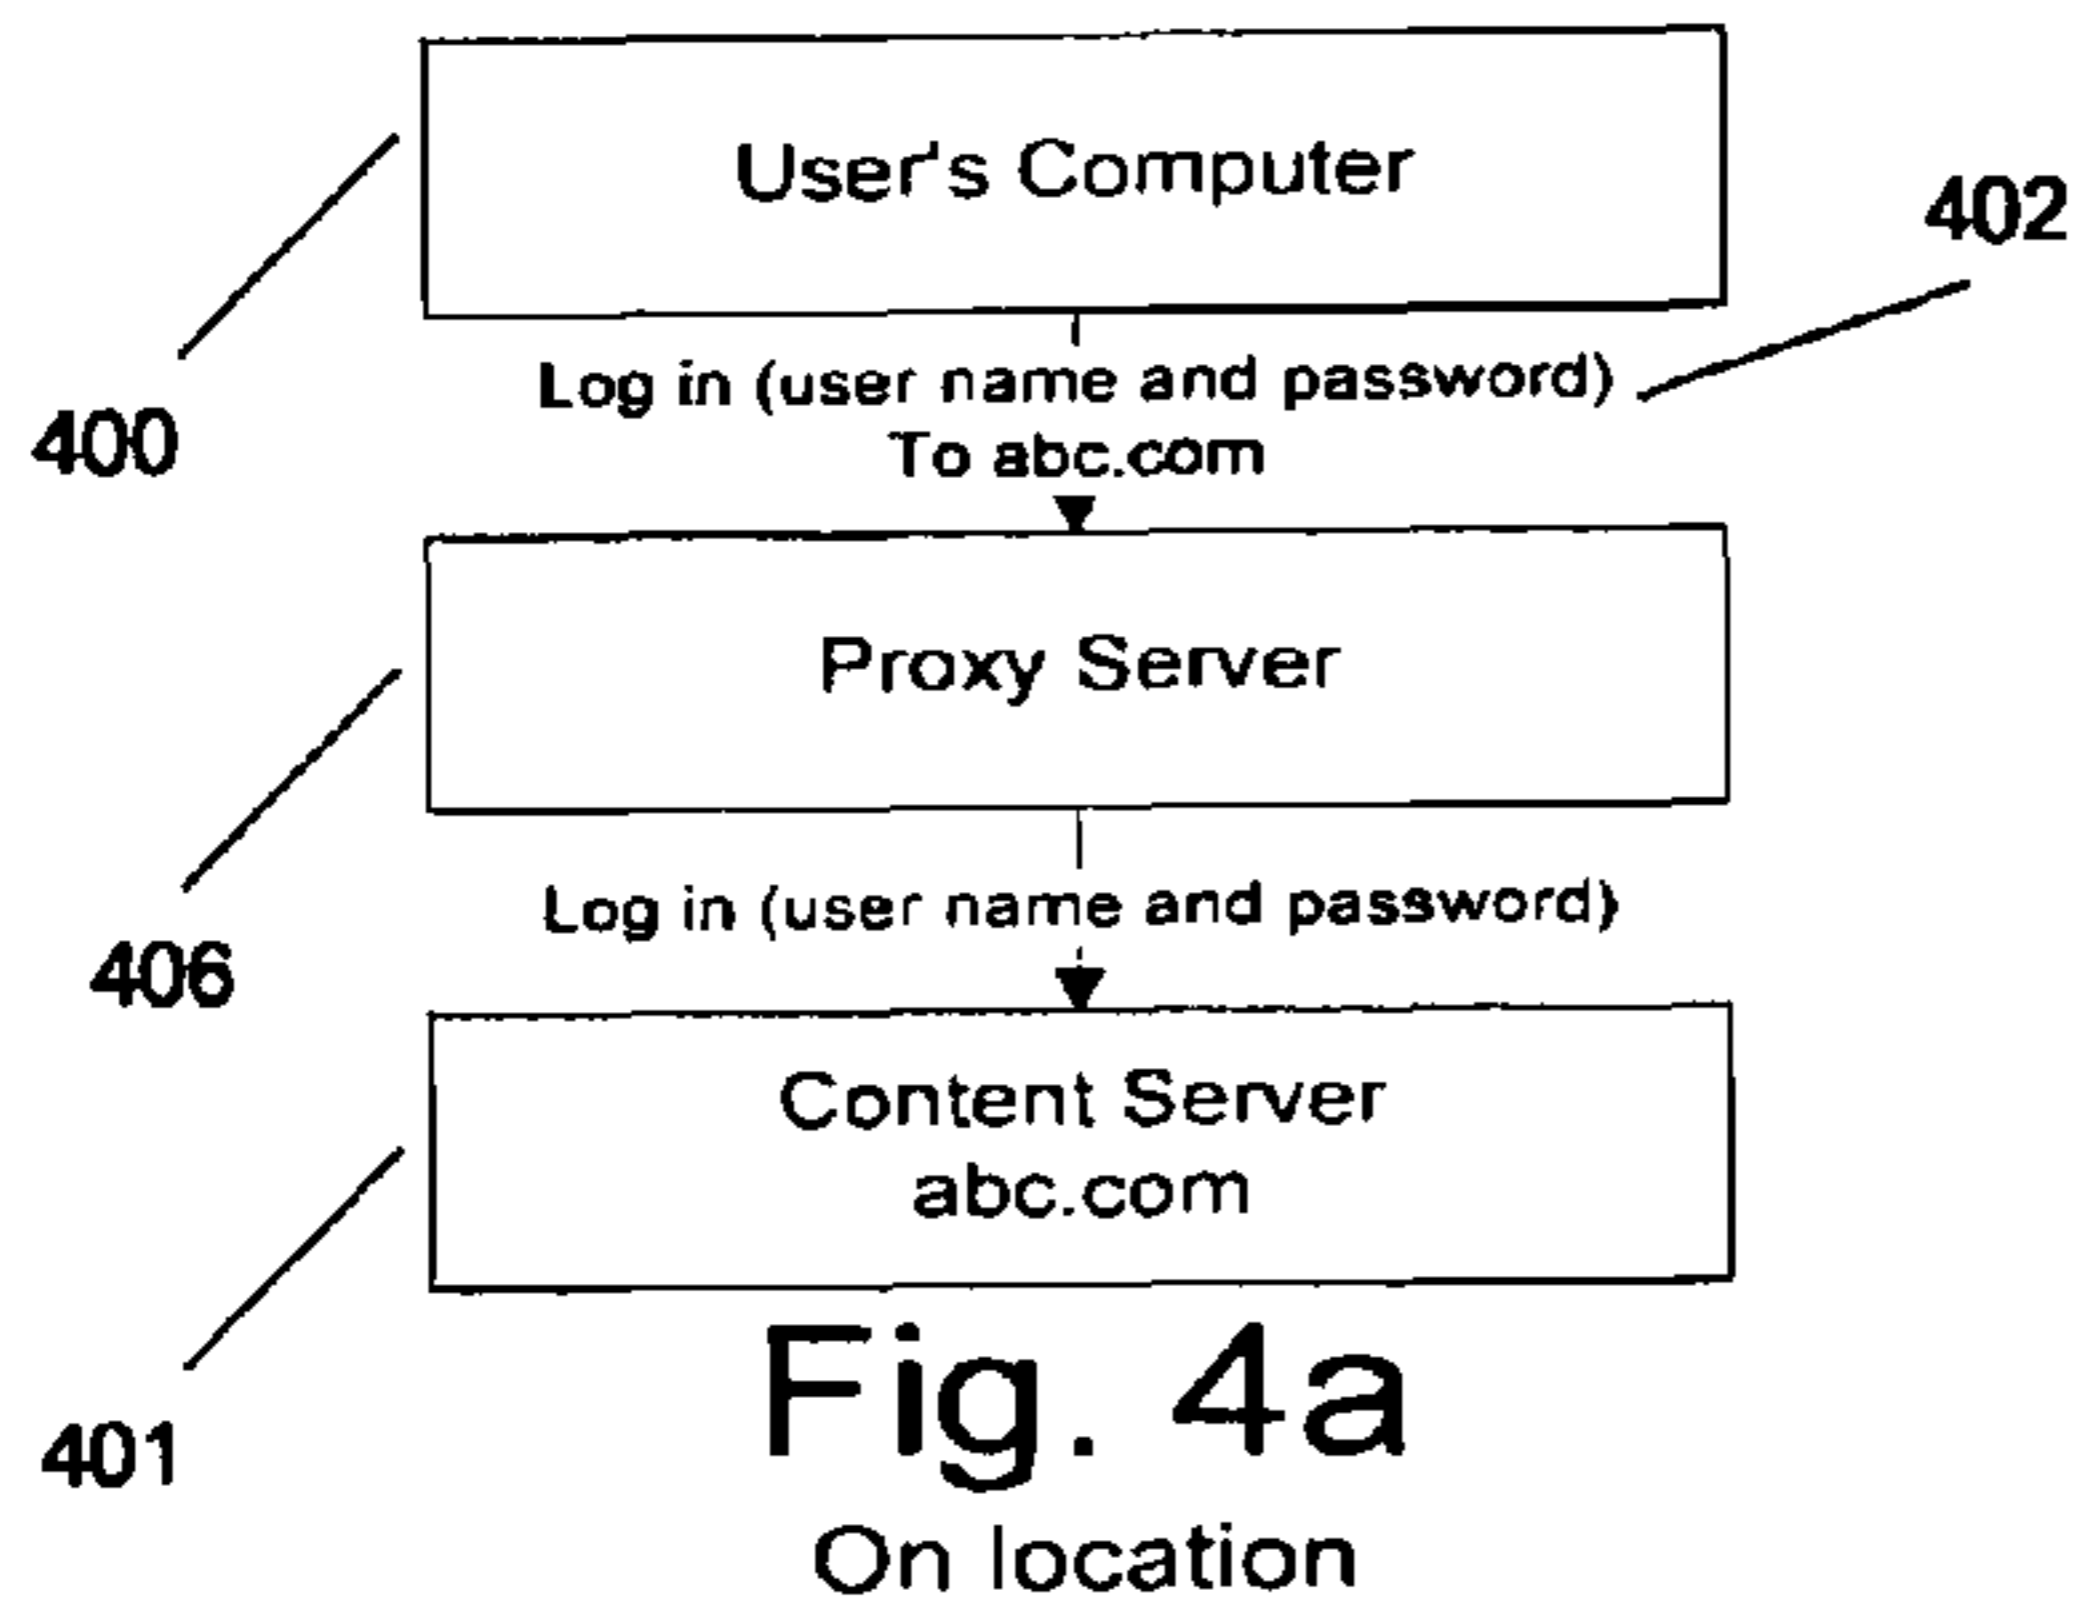 User's Computer
402
Log in (user name and password)
400
To abc.com
Proxy Server
Log in (user name and password)
406
Content Server
abc.com
401
Fig. 4a
On location